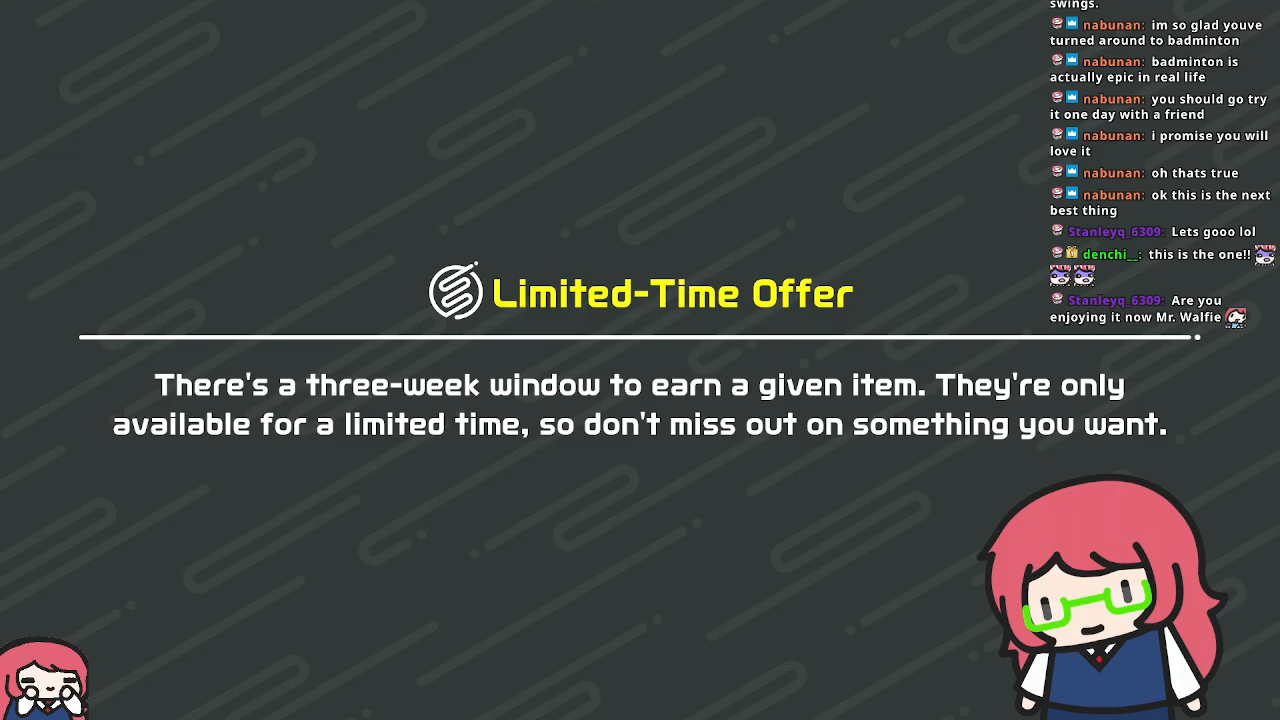 swings.
nabunan: im so glad youve
turned around to badminton
nabunan: badminton is
actually epic in real life
nabunan: you should go try
it one day with a friend
nabunan: i promise you will
love it
nabunan: oh thats true
nabunan: ok this is the next
best thing
Stanleyq_6309: Lets gooo lol
denchi__: this is the one!!
Stanleyq_6309: Are you
enjoying it now Mr. Walfie
Limited-Time Offer
There's a three-week window to earn a given item. They're only
available for a limited time, so don't miss out on something you want.